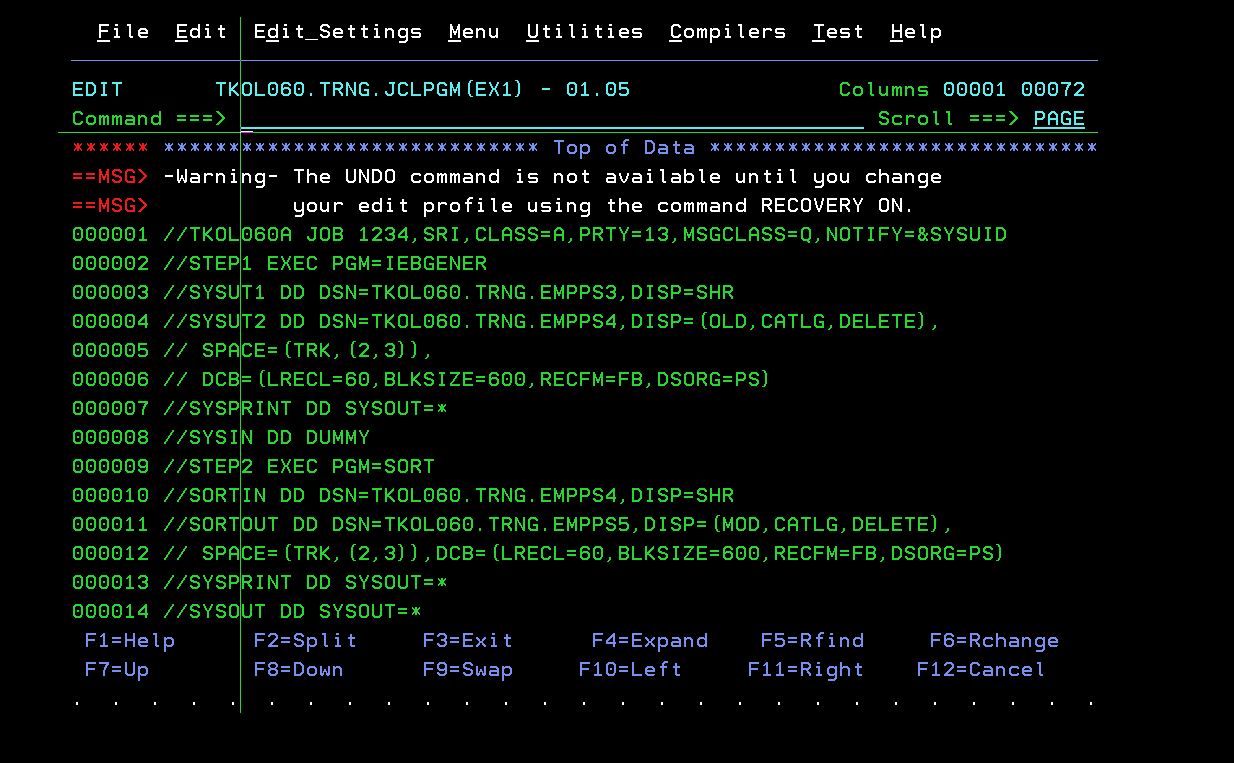 File  Edit  Edit_Settings  Menu  Utilities  Compilers  Test  Help
EDIT       TKOL060.TRNG.JCLPGM(EX1) - 01.05                Columns 00001 00072
Command ===>                                                  Scroll ===> PAGE
****** ***************************** Top of Data ******************************
==MSG> -Warning- The UNDO command is not available until you change
==MSG>           your edit profile using the command RECOVERY ON.
000001 //TKOL060A JOB 1234,SRI,CLASS=A,PRTY=13,MSGCLASS=Q,NOTIFY=&SYSUID
000002 //STEP1 EXEC PGM=IEBGENER
000003 //SYSUT1 DD DSN=TKOL060.TRNG.EMPPS3,DISP=SHR
000004 //SYSUT2 DD DSN=TKOL060.TRNG.EMPPS4,DISP=(OLD,CATLG,DELETE),
000005 // SPACE=(TRK,(2,3)),
000006 // DCB=(LRECL=60,BLKSIZE=600,RECFM=FB,DSORG=PS)
000007 //SYSPRINT DD SYSOUT=*
000008 //SYSIN DD DUMMY
000009 //STEP2 EXEC PGM=SORT
000010 //SORTIN DD DSN=TKOL060.TRNG.EMPPS4,DISP=SHR
000011 //SORTOUT DD DSN=TKOL060.TRNG.EMPPS5,DISP=(MOD,CATLG,DELETE),
000012 // SPACE=(TRK,(2,3)),DCB=(LRECL=60,BLKSIZE=600,RECFM=FB,DSORG=PS)
000013 //SYSPRINT DD SYSOUT=*
000014 //SYSOUT DD SYSOUT=*
F1=Help      F2=Split     F3=Exit      F4=Expand    F5=Rfind     F6=Rchange
F7=Up        F8=Down      F9=Swap     F10=Left     F11=Right    F12=Cancel
. . . . . . . . . . . . . . . . . . . . . . . . . . .